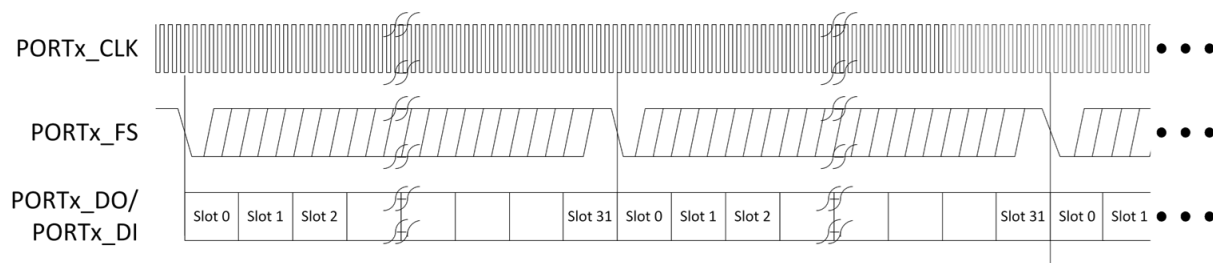 PORTx_CLK
PORTx_FS
PORTx_DO/
PORTx_DI
Slot 0 Slot 1 Slot 2 Slot 31 Slot 0 Slot 1 Slot 2 Slot 31 Slot 0 Slot 1